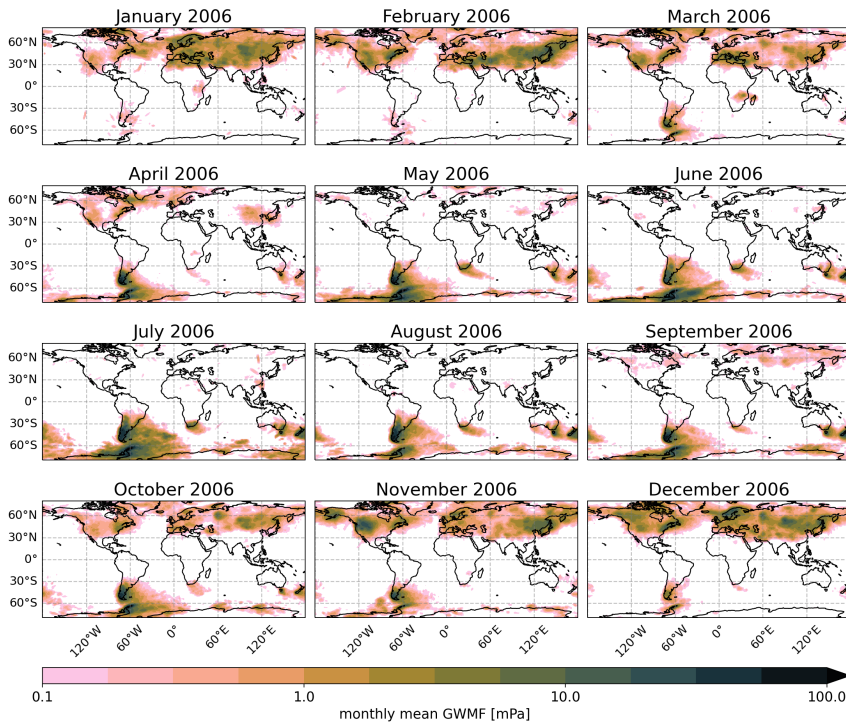 January 2006 February 2006 March 2006
60°N
30°N
0°
30°S
60°S
April 2006 May 2006 June 2006
60°N
30°N
0°
30°S
60°S
July 2006 August 2006 September 2006
60°N
30°N
0°
30°S
60°S
October 2006 November 2006 December 2006
60°N
30°N
0°
30°S
60°S
120°W 60°W 0° 60°E 120°E 120°W 60°W 0° 60°E 120°E 120°W 60°W 0° 60°E 120°E
0.1 1.0 10.0 100.0
monthly mean GWMF [mPa]